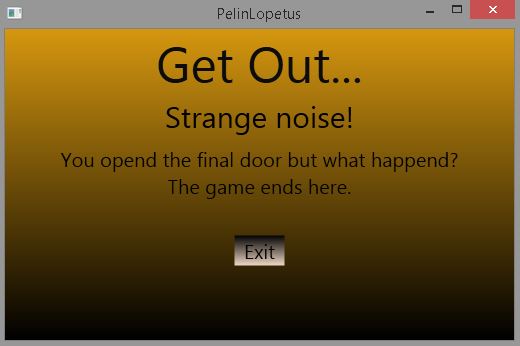 PelinLopetus
Get Out...
Strange noise!
You opend the final door but what happend?
The game ends here.
Exit